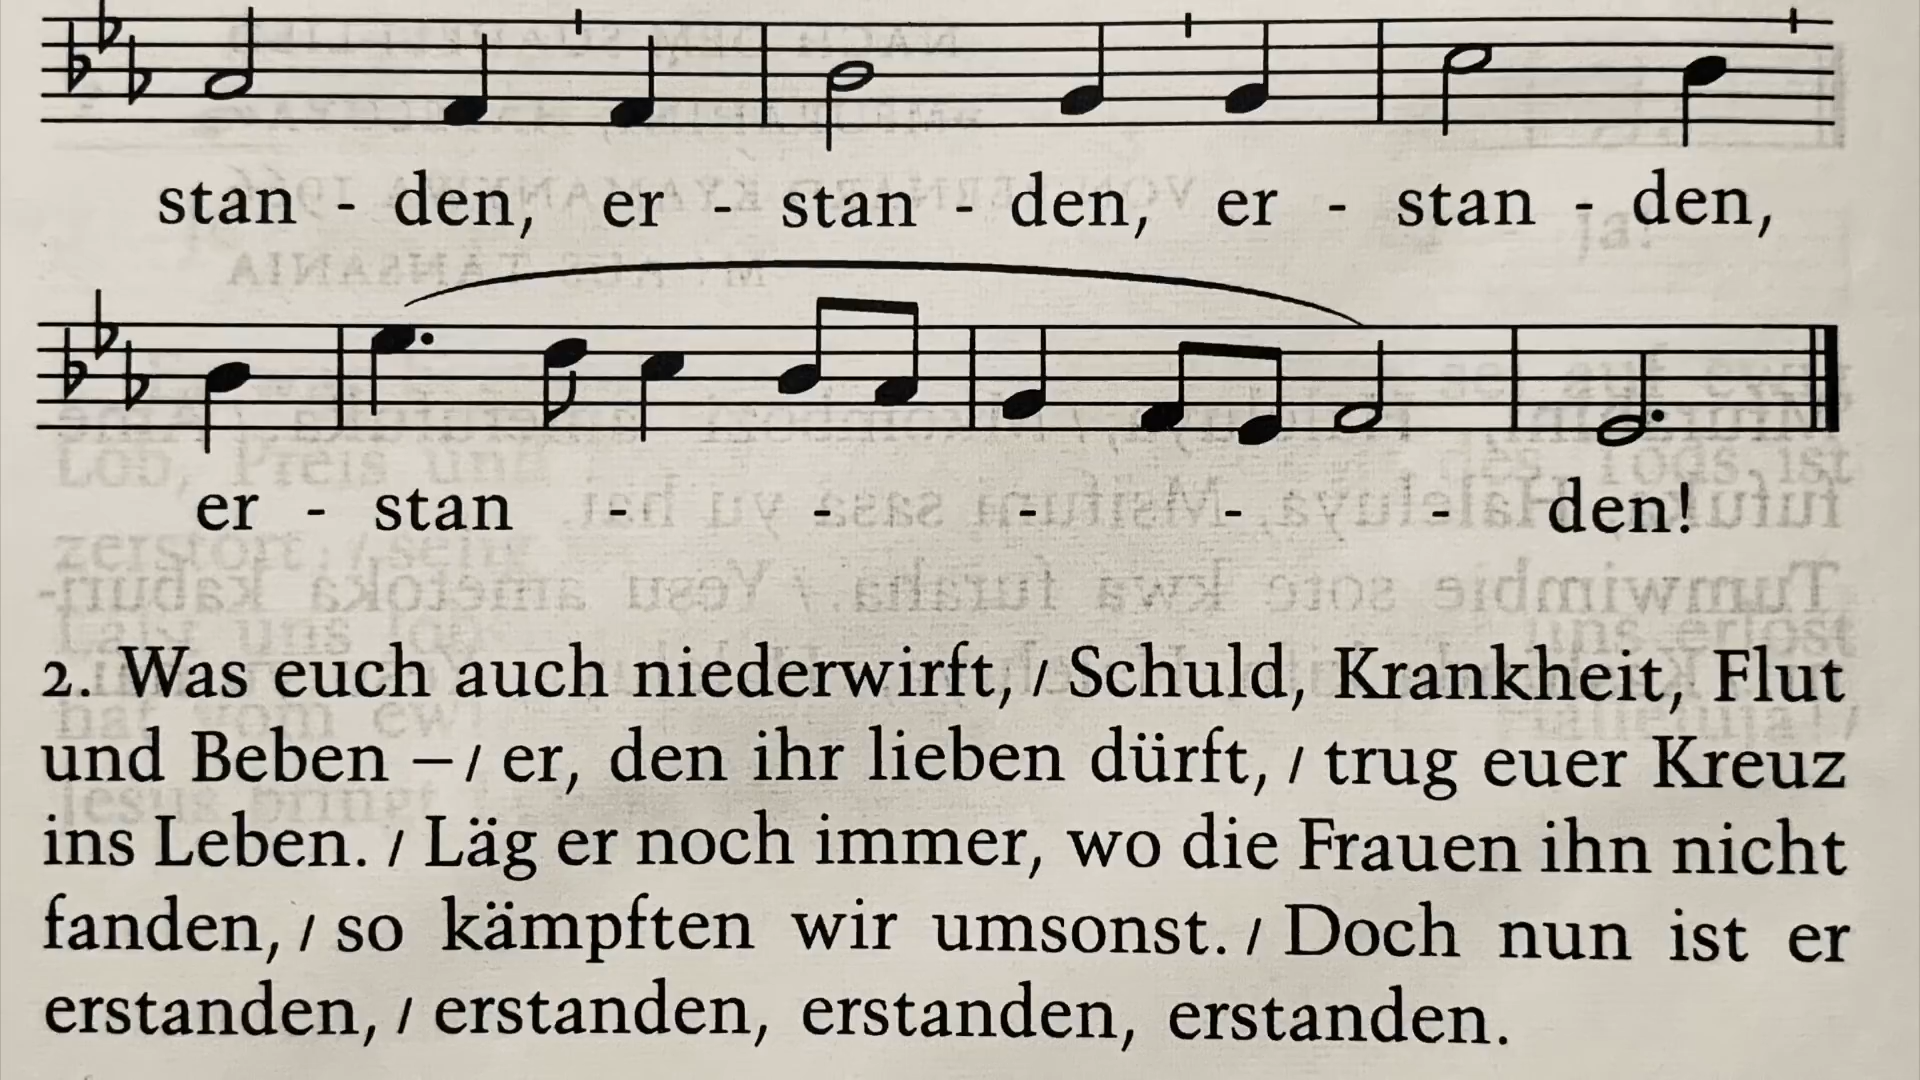 stan - den, er - stan - den, er - stan - den,
er - stan - - - - - den!
2. Was euch auch niederwirft, / Schuld, Krankheit, Flut
und Beben – / er, den ihr lieben dürft, / trug euer Kreuz
ins Leben. / Läg er noch immer, wo die Frauen ihn nicht
fanden, / so kämpften wir umsonst. / Doch nun ist er
erstanden, / erstanden, erstanden, erstanden.